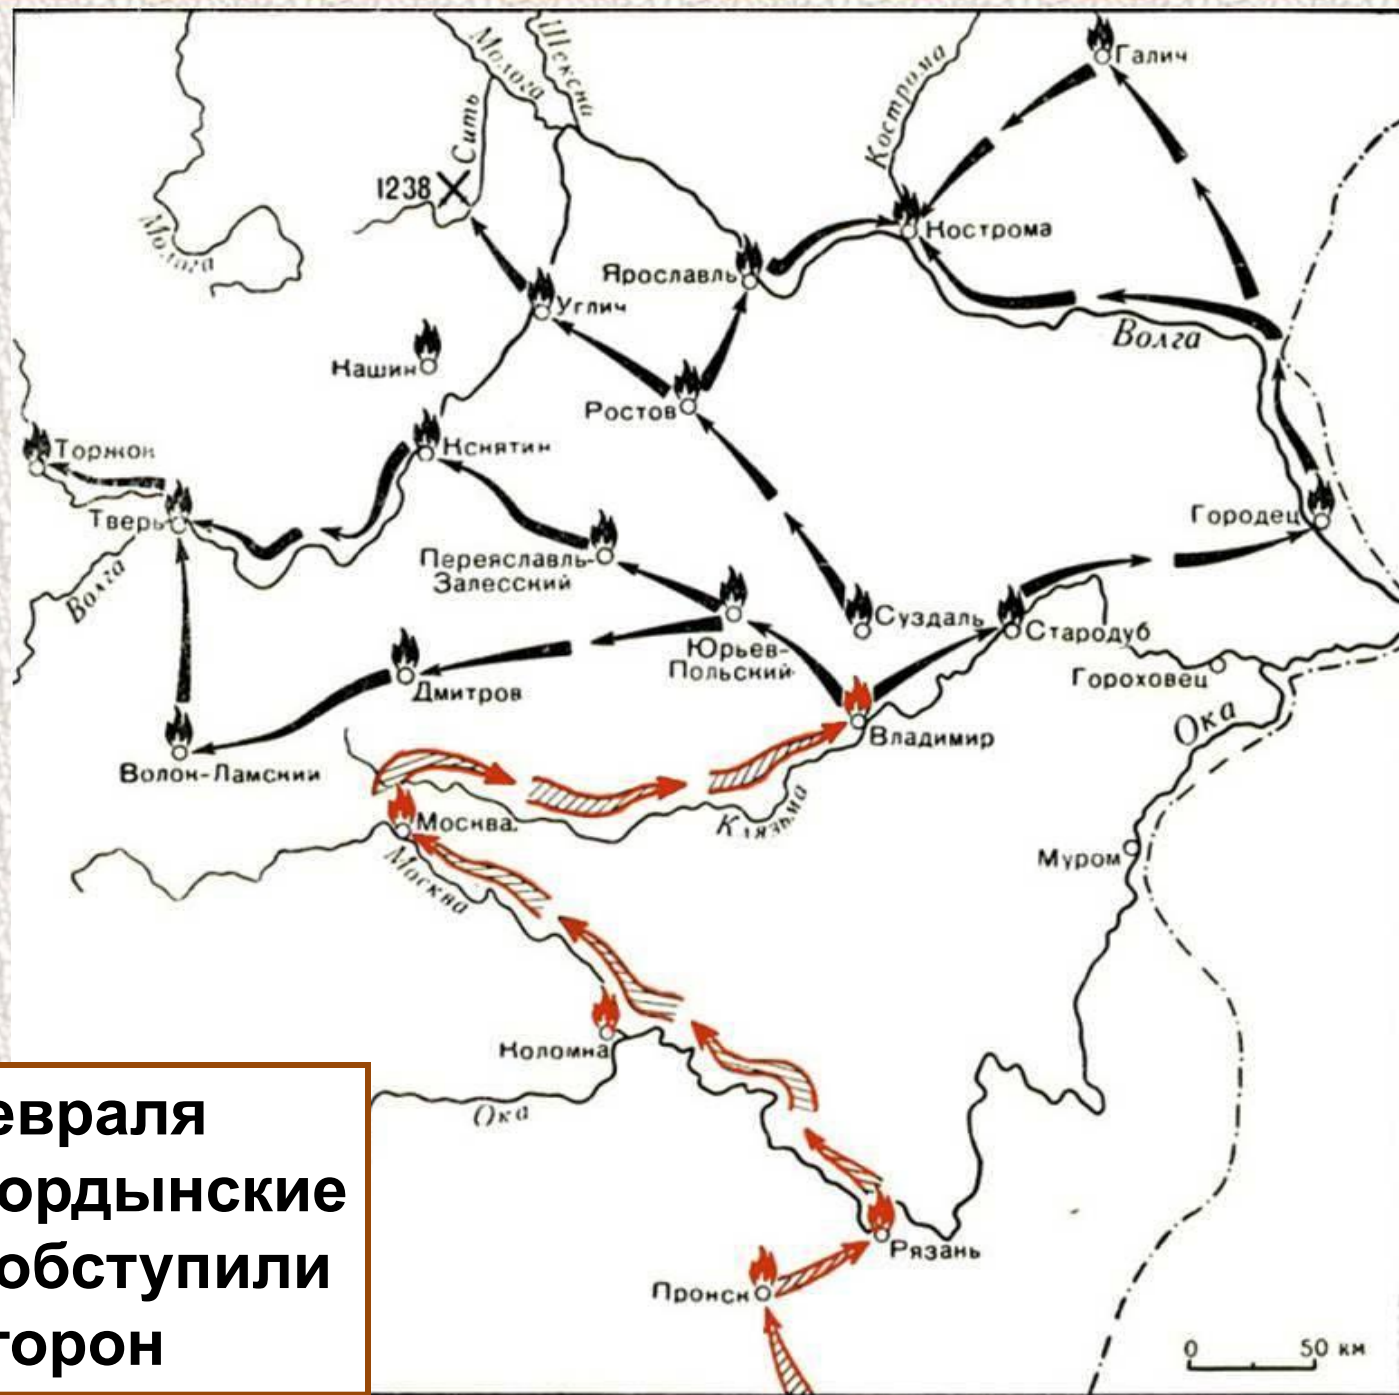 Молога
Шексна
Кострома
Галич
Сить
1238
Молога
Кострома
Ярославль
Углич
Волга
Кашин
Ростов
Торжок
Кснятин
Тверь
Городец
Переяславль-
Залесский
Волга
Суздаль
Стародуб
Юрьев-
Польский
Гороховец
Дмитров
Ока
Владимир
Волок-Ламский
Клязьма
Москва
Москва
Муром
Коломна
Ока
Рязань
Пронск
0 50 км
евраля
ордынские
обступили
торон